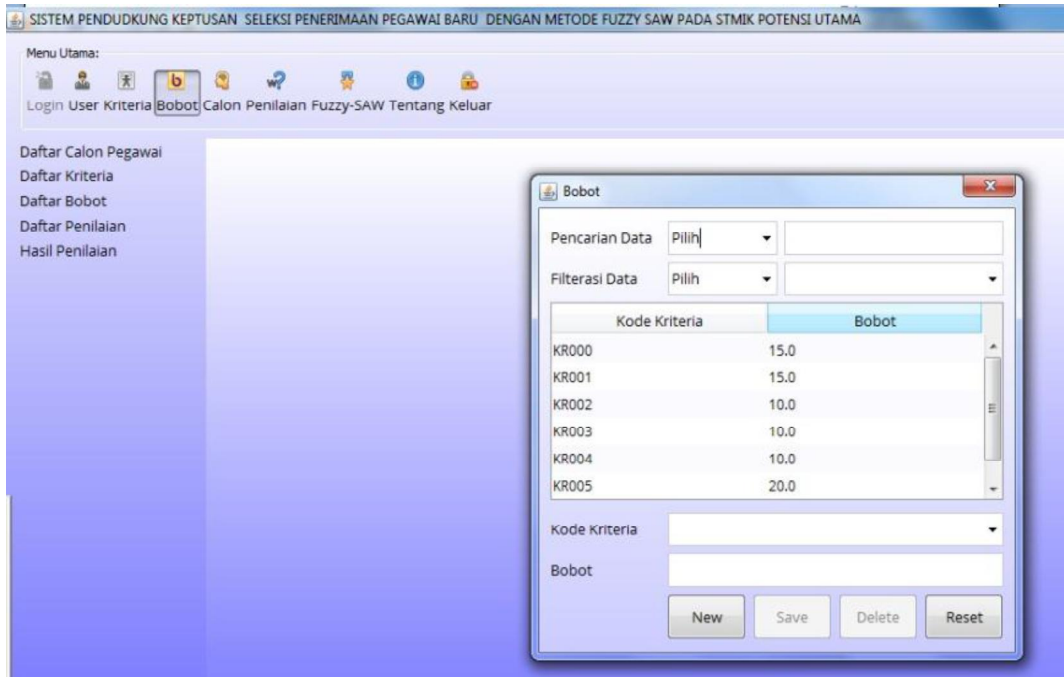 SISTEM PENDUDKUNG KEPTUSAN SELEKSI PENERIMAAN PEGAWAI BARU DENGAN METODE FUZZY SAW PADA STMIK POTENSI UTAMA
Menu Utama:
Login User Kriteria Bobot Calon Penilaian Fuzzy-SAW Tentang Keluar
Daftar Calon Pegawai
Daftar Kriteria
Daftar Bobot
Daftar Penilaian
Hasil Penilaian
Bobot
Pencarian Data Pilih
Filterasi Data Pilih
Kode Kriteria Bobot
KR000 15.0
KR001 15.0
KR002 10.0
KR003 10.0
KR004 10.0
KR005 20.0
Kode Kriteria
Bobot
New Save Delete Reset